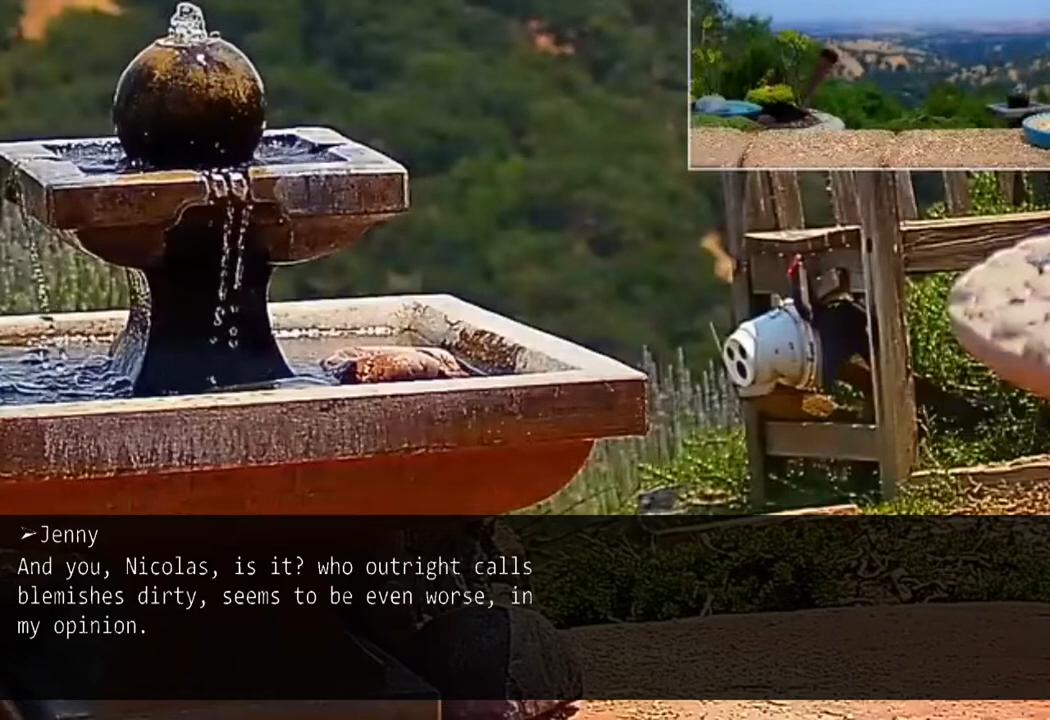 ➢Jenny
And you, Nicolas, is it? who outright calls
blemishes dirty, seems to be even worse, in
my opinion.